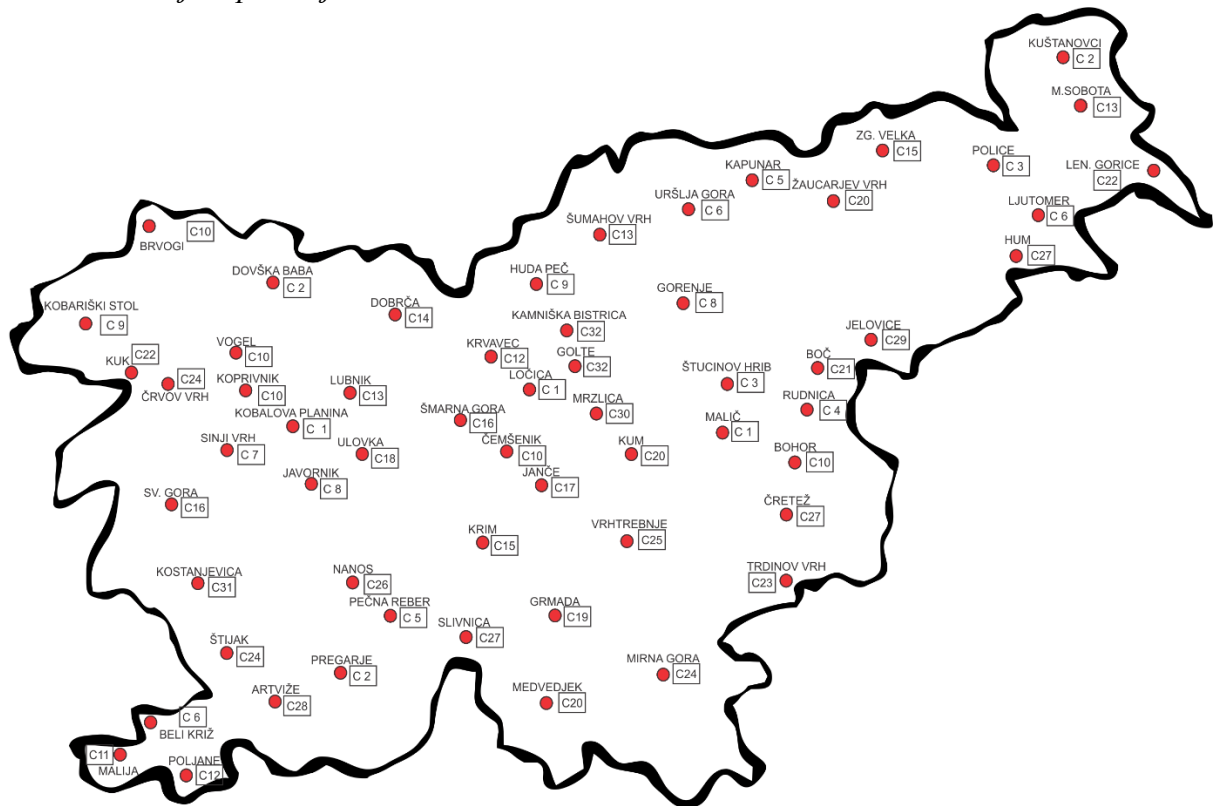 KUŠTANOVCI
C 2
M.SOBOTA
C13
ZG. VELKA
C15
POLICE
C 3
LEN. GORICE
C22
KAPUNAR
C 5
ŽAUCARJEV VRH
C20
URŠLJA GORA
C 6
LJUTOMER
C 6
ŠUMAHOV VRH
C13
C10
BRVOGI
HUM
C27
DOVŠKA BABA
C 2
HUDA PEČ
C 9
GORENJE
C 8
KOBARIŠKI STOL
C 9
DOBRČA
C14
KAMNIŠKA BISTRICA
C32
JELOVICE
C29
VOGEL
C10
KRVAVEC
C12
GOLTE
C32
BOČ
C21
KUK
C22
C24
ČRVOV VRH
KOPRIVNIK
C10
LUBNIK
C13
LOČICA
C 1
ŠTUCINOV HRIB
C 3
MRZLICA
C30
RUDNICA
C 4
KOBALOVA PLANINA
C 1
ŠMARNA GORA
C16
MALIČ
C 1
SINJI VRH
C 7
ULOVKA
C18
ČEMŠENIK
C10
KUM
C20
BOHOR
C10
JAVORNIK
C 8
JANČE
C17
SV. GORA
C16
ČRETEŽ
C27
KRIM
C15
VRHTREBNJE
C25
KOSTANJEVICA
C31
NANOS
C26
TRDINOV VRH
C23
PEČNA REBER
C 5
GRMADA
C19
SLIVNICA
C27
ŠTIJAK
C24
PREGARJE
C 2
MIRNA GORA
C24
ARTVIŽE
C28
MEDVEDJEK
C20
Č 6
BELI KRIŽ
C11
MALIJA
POLJANE
C12